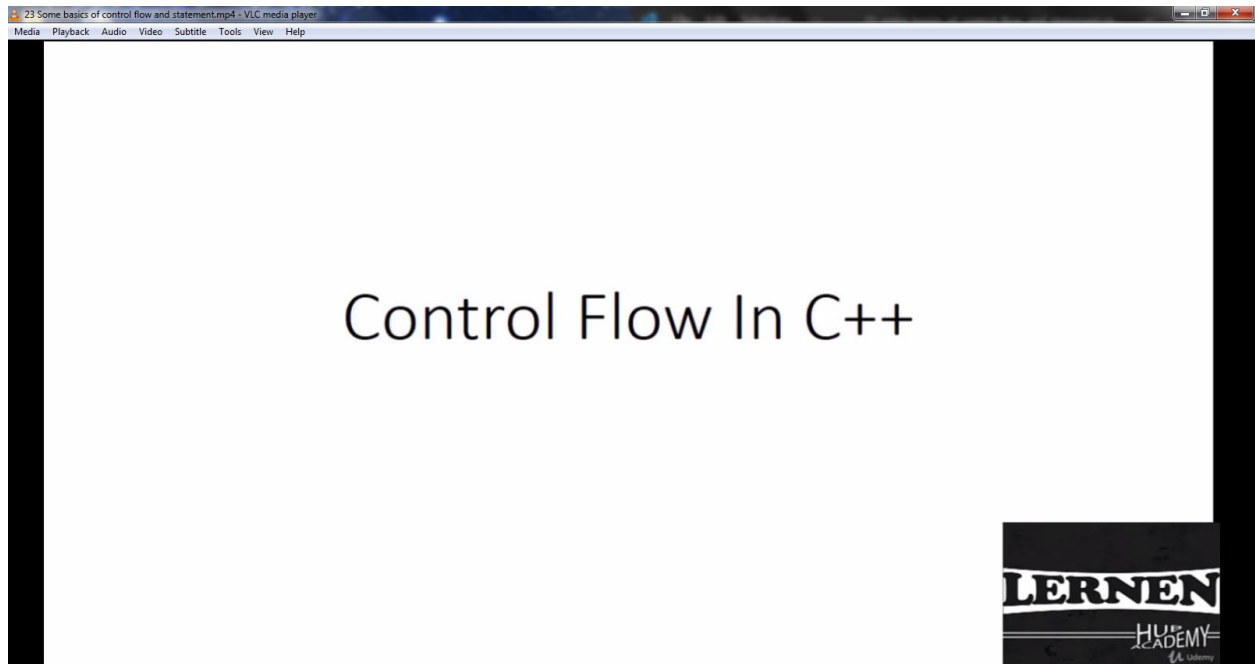 23 Some basics of control flow and statement.mp4 - VLC media player
Media Playback Audio Video Subtitle Tools View Help
Control Flow In C++
LERNEN
HUB
ACADEMY
Udemy